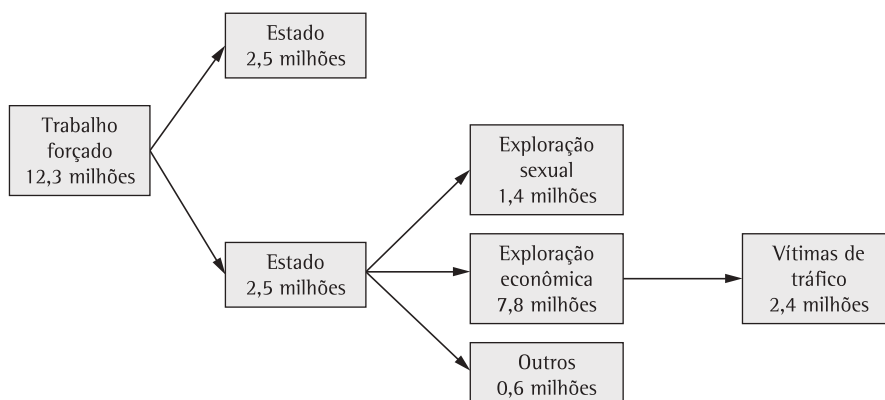 Estado
2,5 milhões
Trabalho
forçado
12,3 milhões
Exploração
sexual
1,4 milhões
Estado
2,5 milhões
Exploração
econômica
7,8 milhões
Vítimas de
tráfico
2,4 milhões
Outros
0,6 milhões